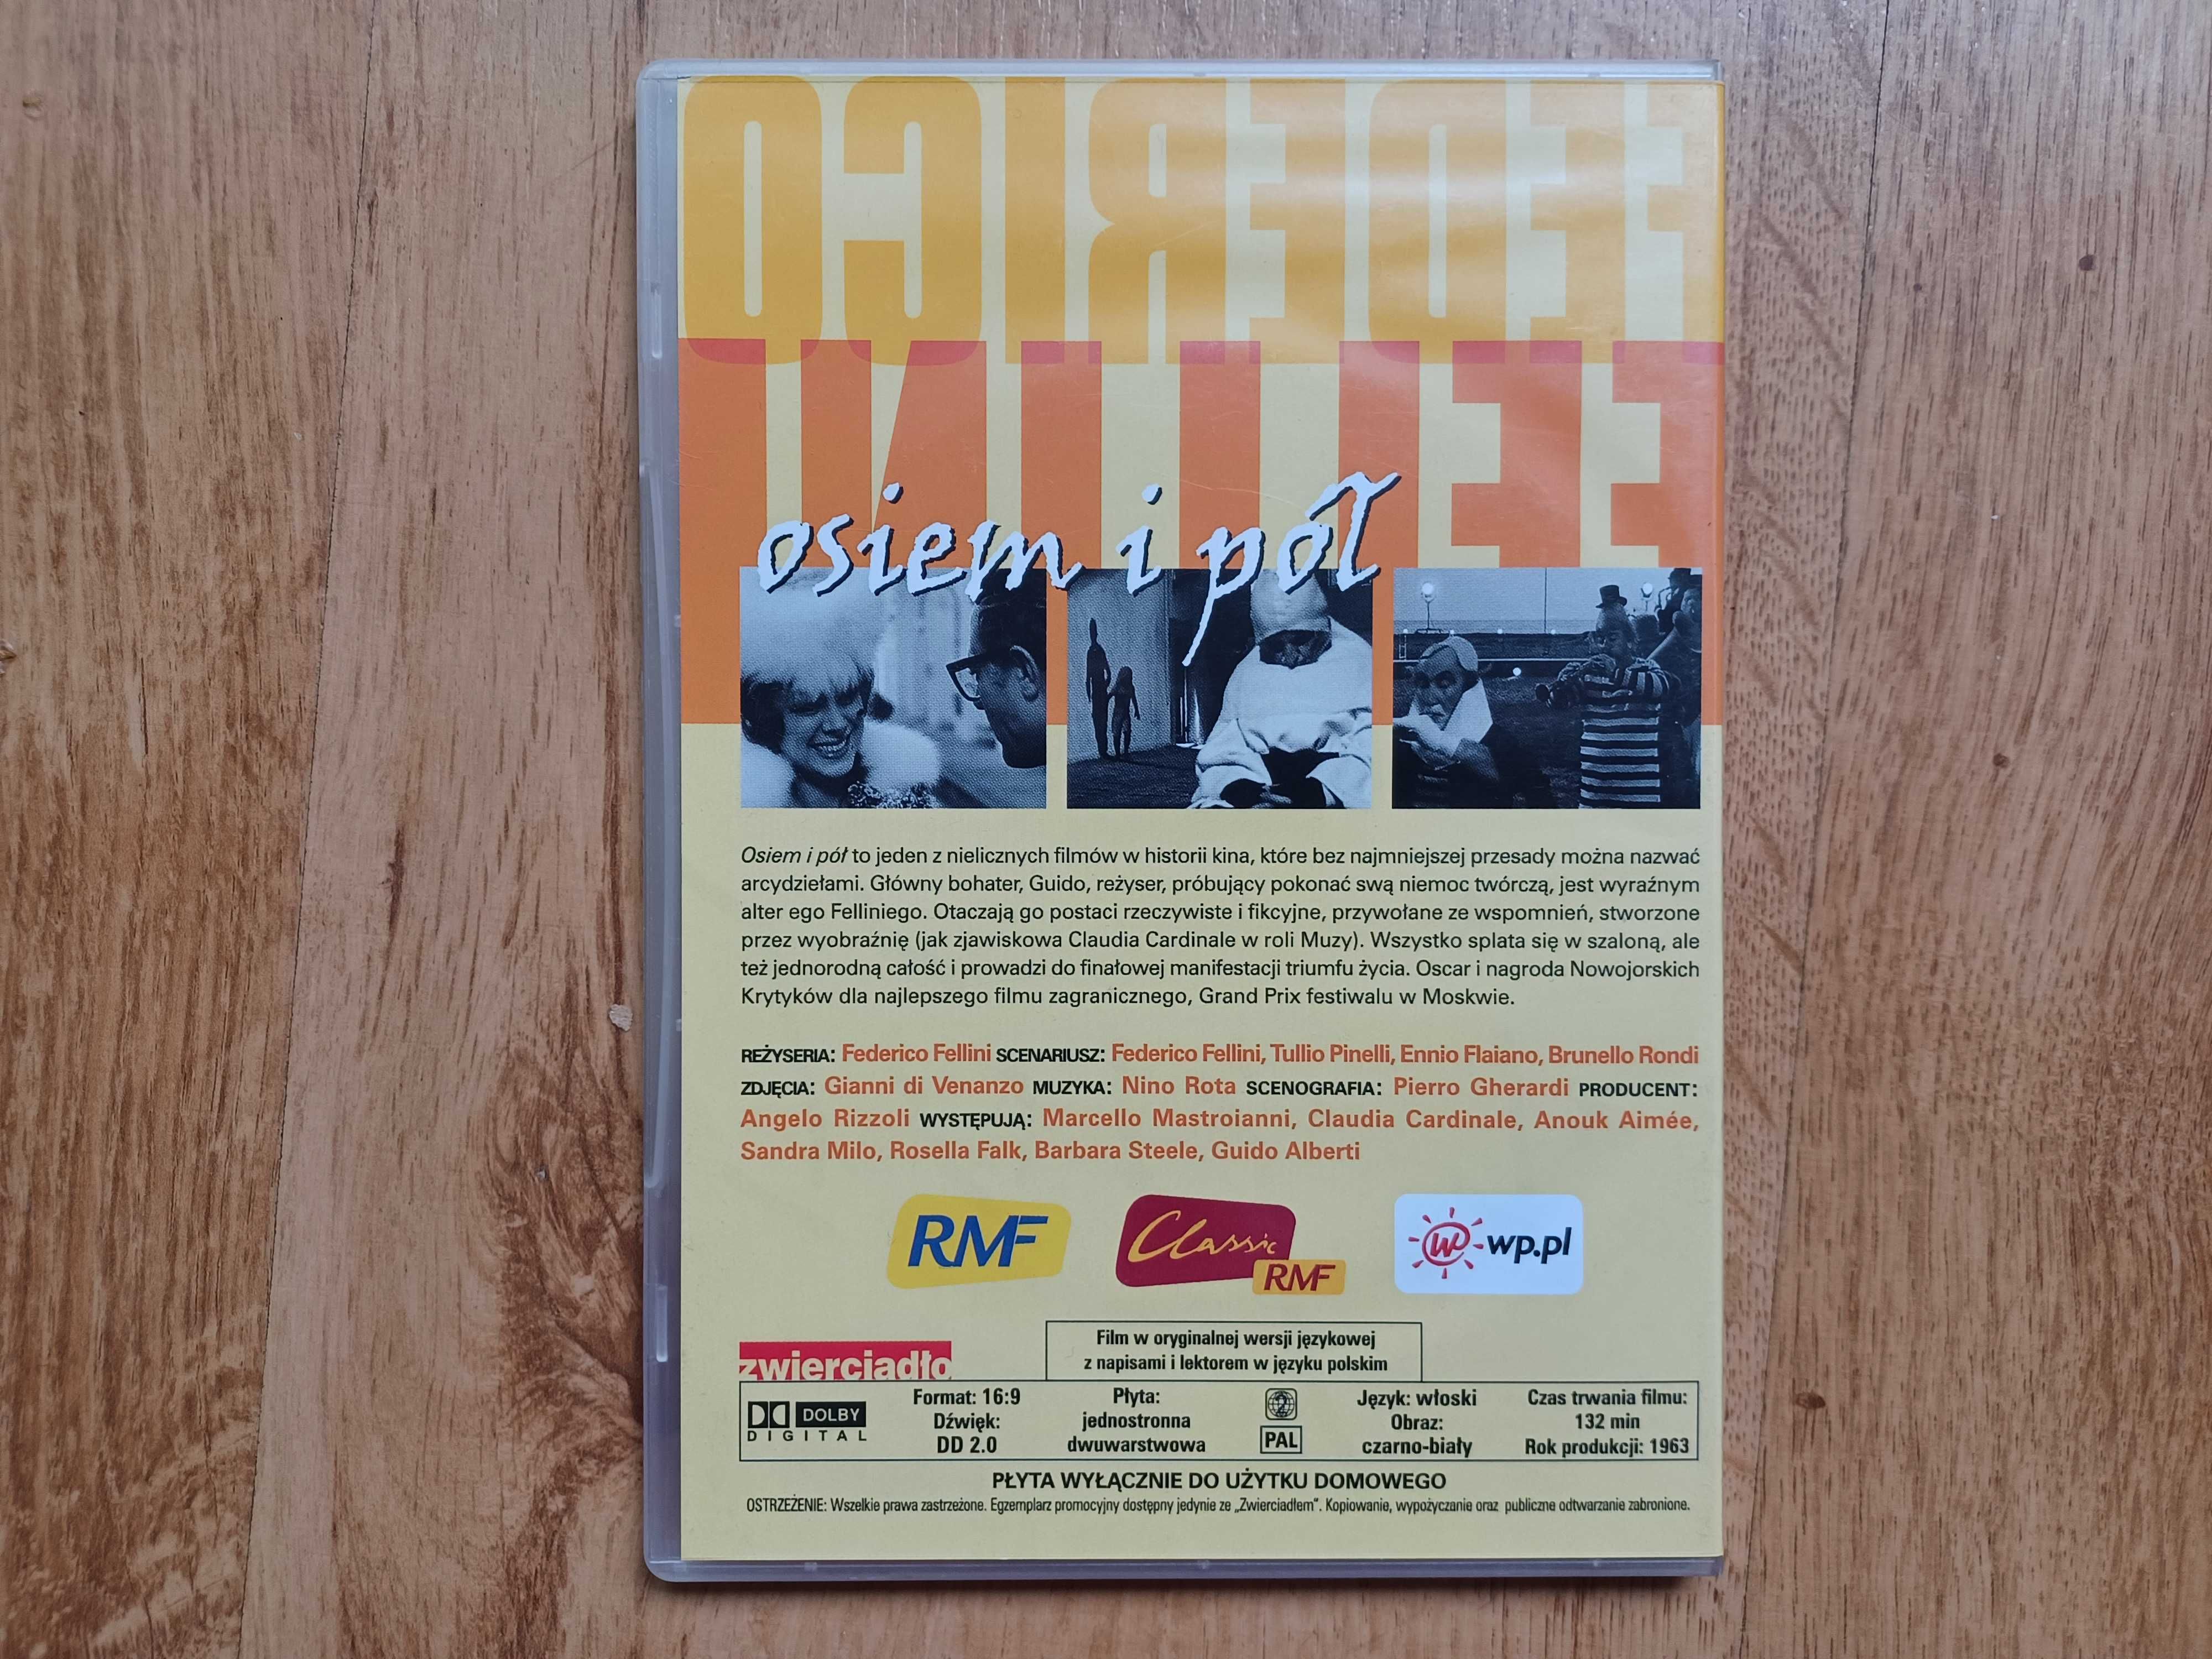 FEDERICO
FELLINI
osiem i pół
Osiem i pół to jeden z nielicznych filmów w historii kina, które bez najmniejszej przesady można nazwać
arcydziełami. Główny bohater, Guido, reżyser, próbujący pokonać swą niemoc twórczą, jest wyraźnym
alter ego Felliniego. Otaczają go postaci rzeczywiste i fikcyjne, przywołane ze wspomnień, stworzone
przez wyobraźnię (jak zjawiskowa Claudia Cardinale w roli Muzy). Wszystko splata się w szaloną, ale
też jednorodną całość i prowadzi do finałowej manifestacji triumfu życia. Oscar i nagroda Nowojorskich
Krytyków dla najlepszego filmu zagranicznego, Grand Prix festiwalu w Moskwie.
REŻYSERIA: Federico Fellini SCENARIUSZ: Federico Fellini, Tullio Pinelli, Ennio Flaiano, Brunello Rondi
ZDJĘCIA: Gianni di Venanzo MUZYKA: Nino Rota SCENOGRAFIA: Pierro Gherardi PRODUCENT:
Angelo Rizzoli WYSTĘPUJĄ: Marcello Mastroianni, Claudia Cardinale, Anouk Aimée,
Sandra Milo, Rosella Falk, Barbara Steele, Guido Alberti
RMF
Classic
RMF
w wp.pl
Film w oryginalnej wersji językowej
z napisami i lektorem w języku polskim
zwierciadło
DOLBY
DIGITAL
Format: 16:9
Dźwięk:
DD 2.0
Płyta:
jednostronna
dwuwarstwowa
2
PAL
Język: włoski
Obraz:
czarno-biały
Czas trwania filmu:
132 min
Rok produkcji: 1963
PŁYTA WYŁĄCZNIE DO UŻYTKU DOMOWEGO
OSTRZEŻENIE: Wszelkie prawa zastrzeżone. Egzemplarz promocyjny dostępny jedynie ze „Zwierciadłem". Kopiowanie, wypożyczanie oraz publiczne odtwarzanie zabronione.